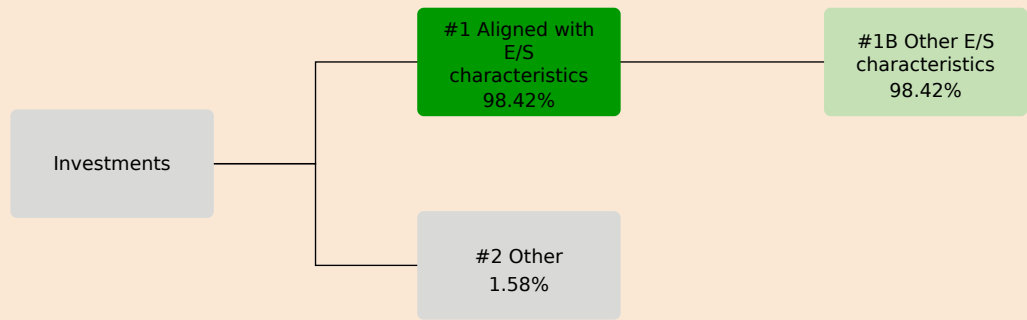 #1 Aligned with
E/S
characteristics
98.42%
#1B Other E/S
characteristics
98.42%
Investments
#2 Other
1.58%